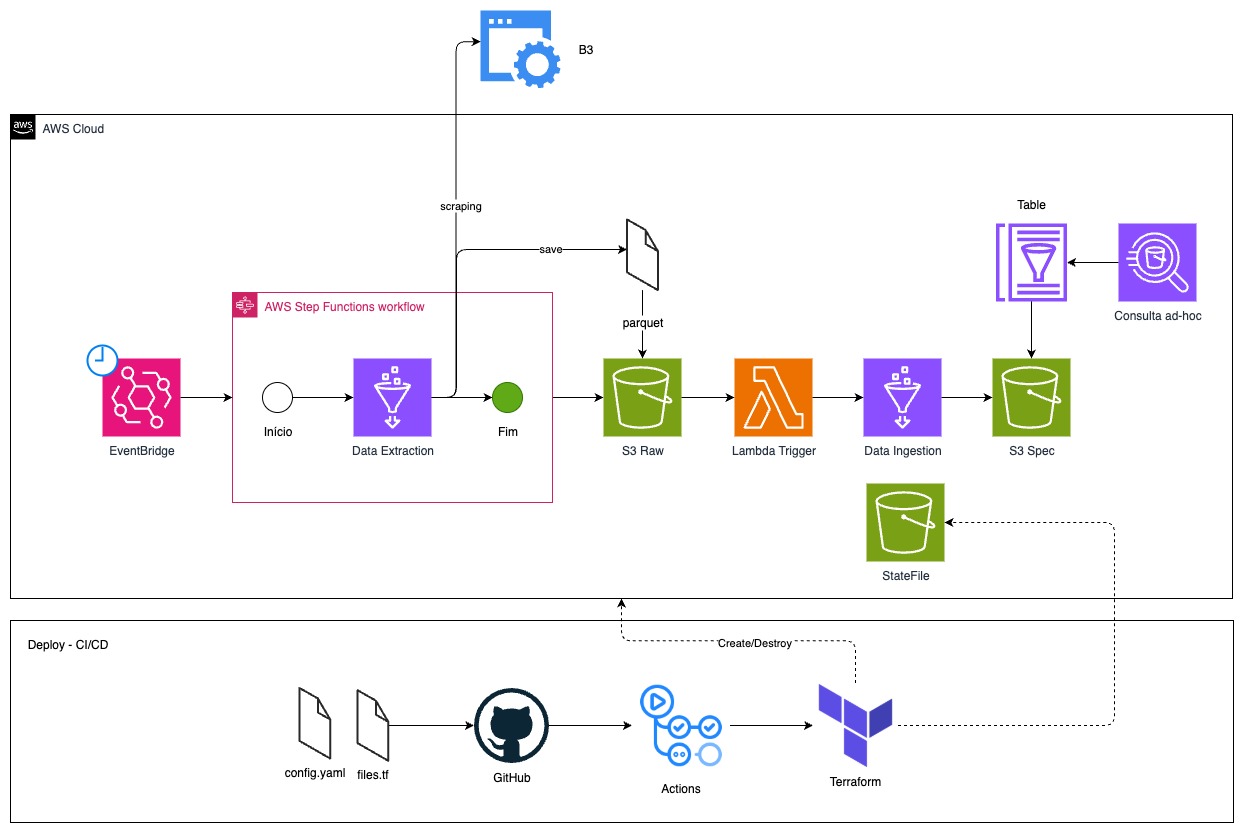 B3
aws
AWS Cloud
scraping
Table
save
AWS Step Functions workflow
parquet
Consulta ad-hoc
Início
Fim
EventBridge
Data Extraction
S3 Raw
Lambda Trigger
Data Ingestion
S3 Spec
StateFile
Deploy - CI/CD
Create/Destroy
config.yaml
files.tf
GitHub
Actions
Terraform